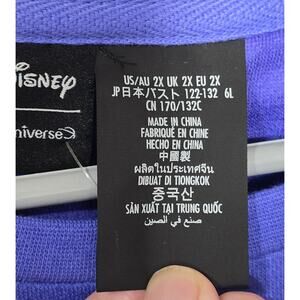 DISNEY
niverse
US/AU 2X UK 2X EU 2X
JP日本バスト 122-132 6L
CN 170/132C
MADE IN CHINA
FABRIQUÉ EN CHINE
HECHO EN CHINA
中國製
ผลิตในประเทศจีน
DIBUAT DI TIONGKOK
중국산
SẢN XUẤT TẠI TRUNG QUỐC
صنع في الصين